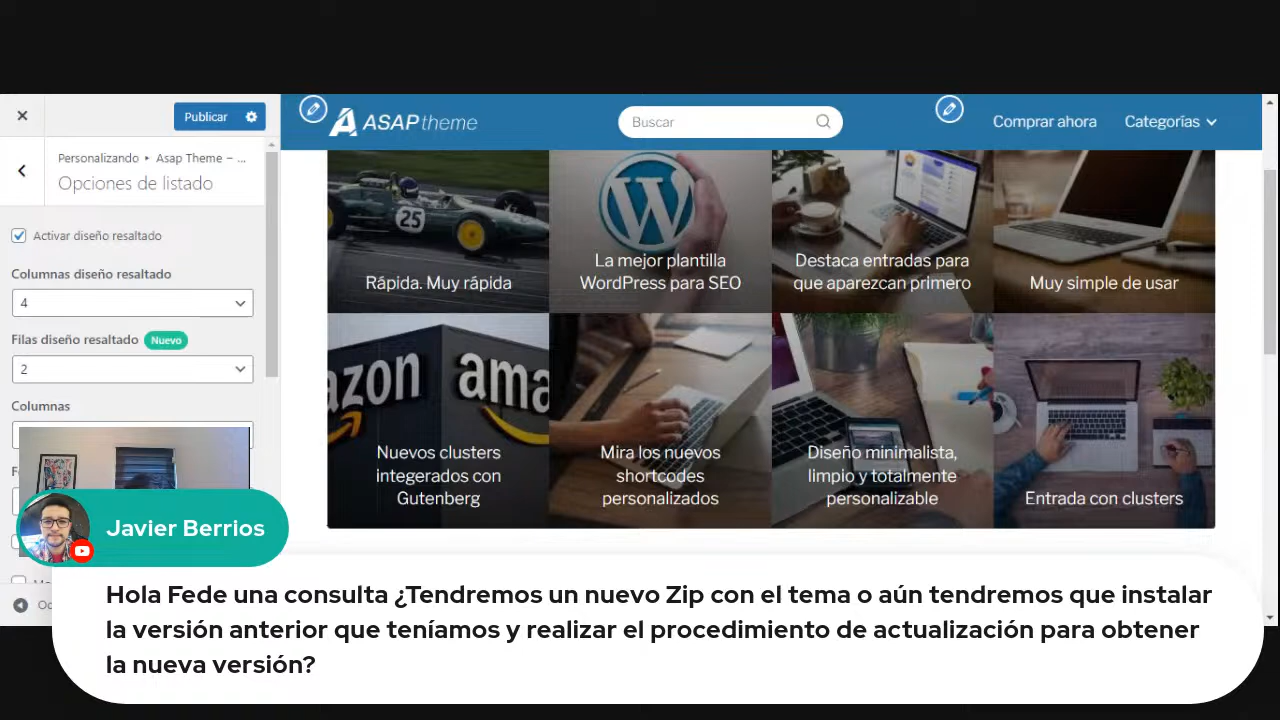 Publicar
Personalizando ▸ Asap Theme – ...
Opciones de listado
Activar diseño resaltado
Columnas diseño resaltado
4
Filas diseño resaltado Nuevo
2
Columnas
ASAP theme
Buscar
Comprar ahora
Categorías
25
Rápida. Muy rápida
La mejor plantilla
WordPress para SEO
Destaca entradas para
que aparezcan primero
Muy simple de usar
azon ama
Nuevos clusters
integerados con
Gutenberg
Mira los nuevos
shortcodes
personalizados
Diseño minimalista,
limpio y totalmente
personalizable
Entrada con clusters
Javier Berrios
Hola Fede una consulta ¿Tendremos un nuevo Zip con el tema o aún tendremos que instalar
la versión anterior que teníamos y realizar el procedimiento de actualización para obtener
la nueva versión?